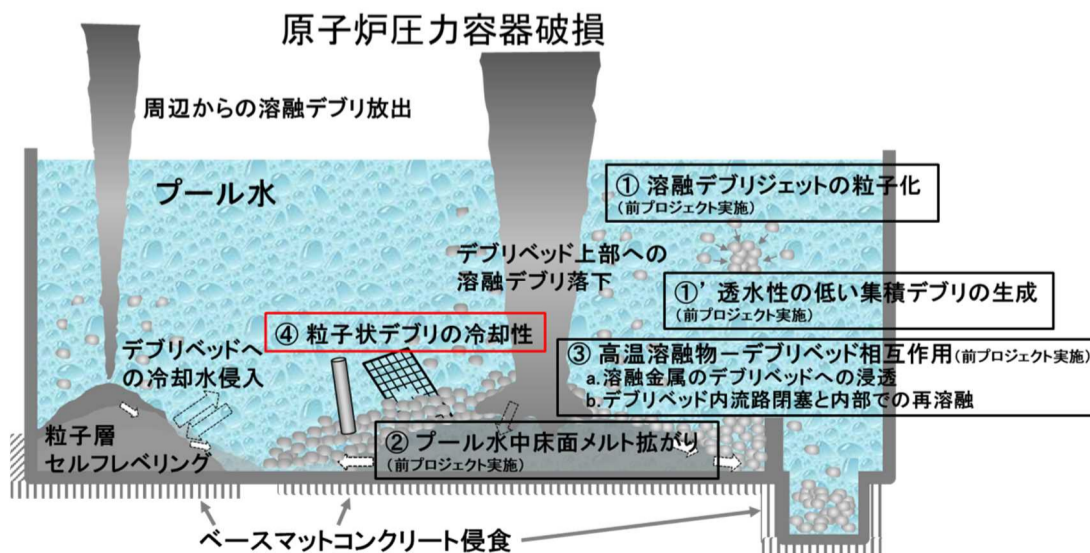 原子炉圧力容器破損
周辺からの溶融デブリ放出
プール水
① 溶融デブリジェットの粒子化
(前プロジェクト実施)
デブリベッド上部への
溶融デブリ落下
①’ 透水性の低い集積デブリの生成
(前プロジェクト実施)
④ 粒子状デブリの冷却性
デブリベッドへ
の冷却水侵入
③ 高温溶融物ーデブリベッド相互作用(前プロジェクト実施)
a.溶融金属のデブリベッドへの浸透
b.デブリベッド内流路閉塞と内部での再溶融
粒子層
セルフレベリング
② プール水中床面メルト拡がり
(前プロジェクト実施)
ベースマットコンクリート侵食